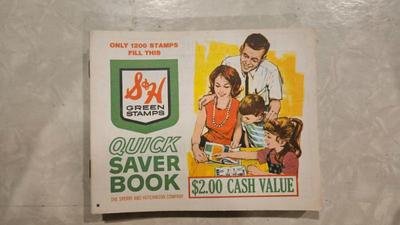 ONLY 1200 STAMPS
FILL THIS
S&H
GREEN
STAMPS
QUICK
SAVER
BOOK
$2.00 CASH VALUE
THE SPERRY AND HUTCHINSON COMPANY